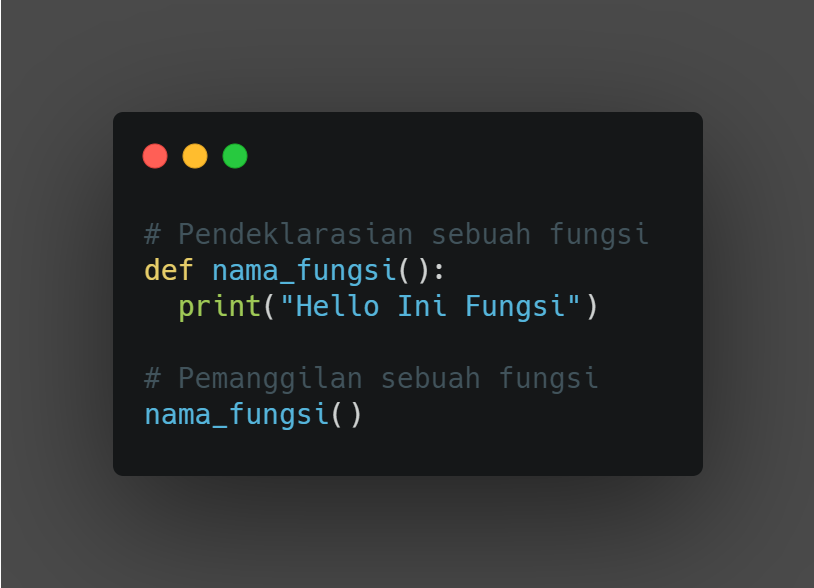 # Pendeklarasian sebuah fungsi
def nama_fungsi():
  print("Hello Ini Fungsi")
# Pemanggilan sebuah fungsi
nama_fungsi()